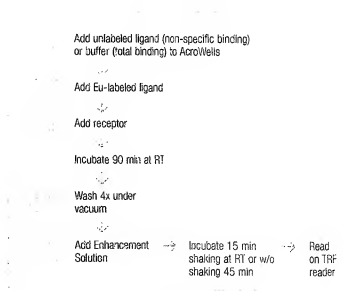 Add unlabeled ligand (non-specific binding)
or buffer (total binding) to AcroWells
Add Eu-labeled ligand
Add receptor
Incubate 90 min at RT
Wash 4x under
vacuum
Add Enhancement
Solution
Incubate 15 min
shaking at RT or w/o
shaking 45 min
Read
on TRF
reader